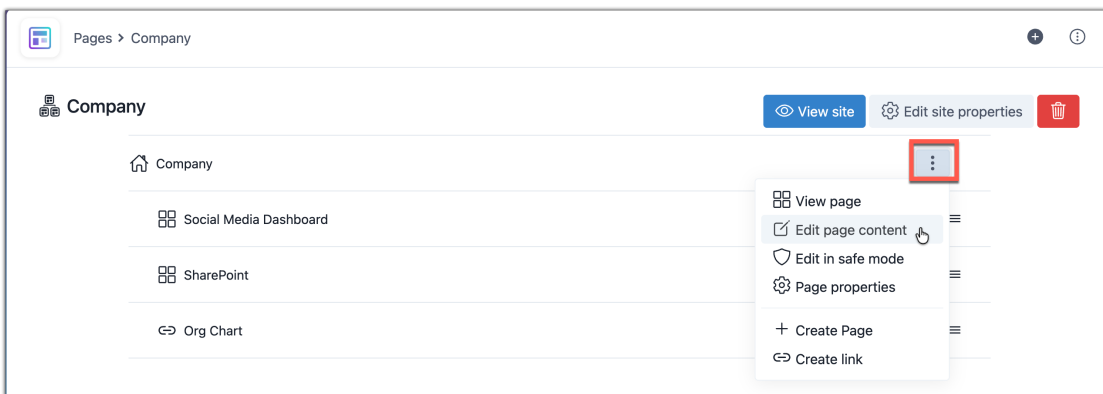 Pages > Company
Company
View site
Edit site properties
Company
View page
Social Media Dashboard
Edit page content
Edit in safe mode
SharePoint
Page properties
Org Chart
Create Page
Create link